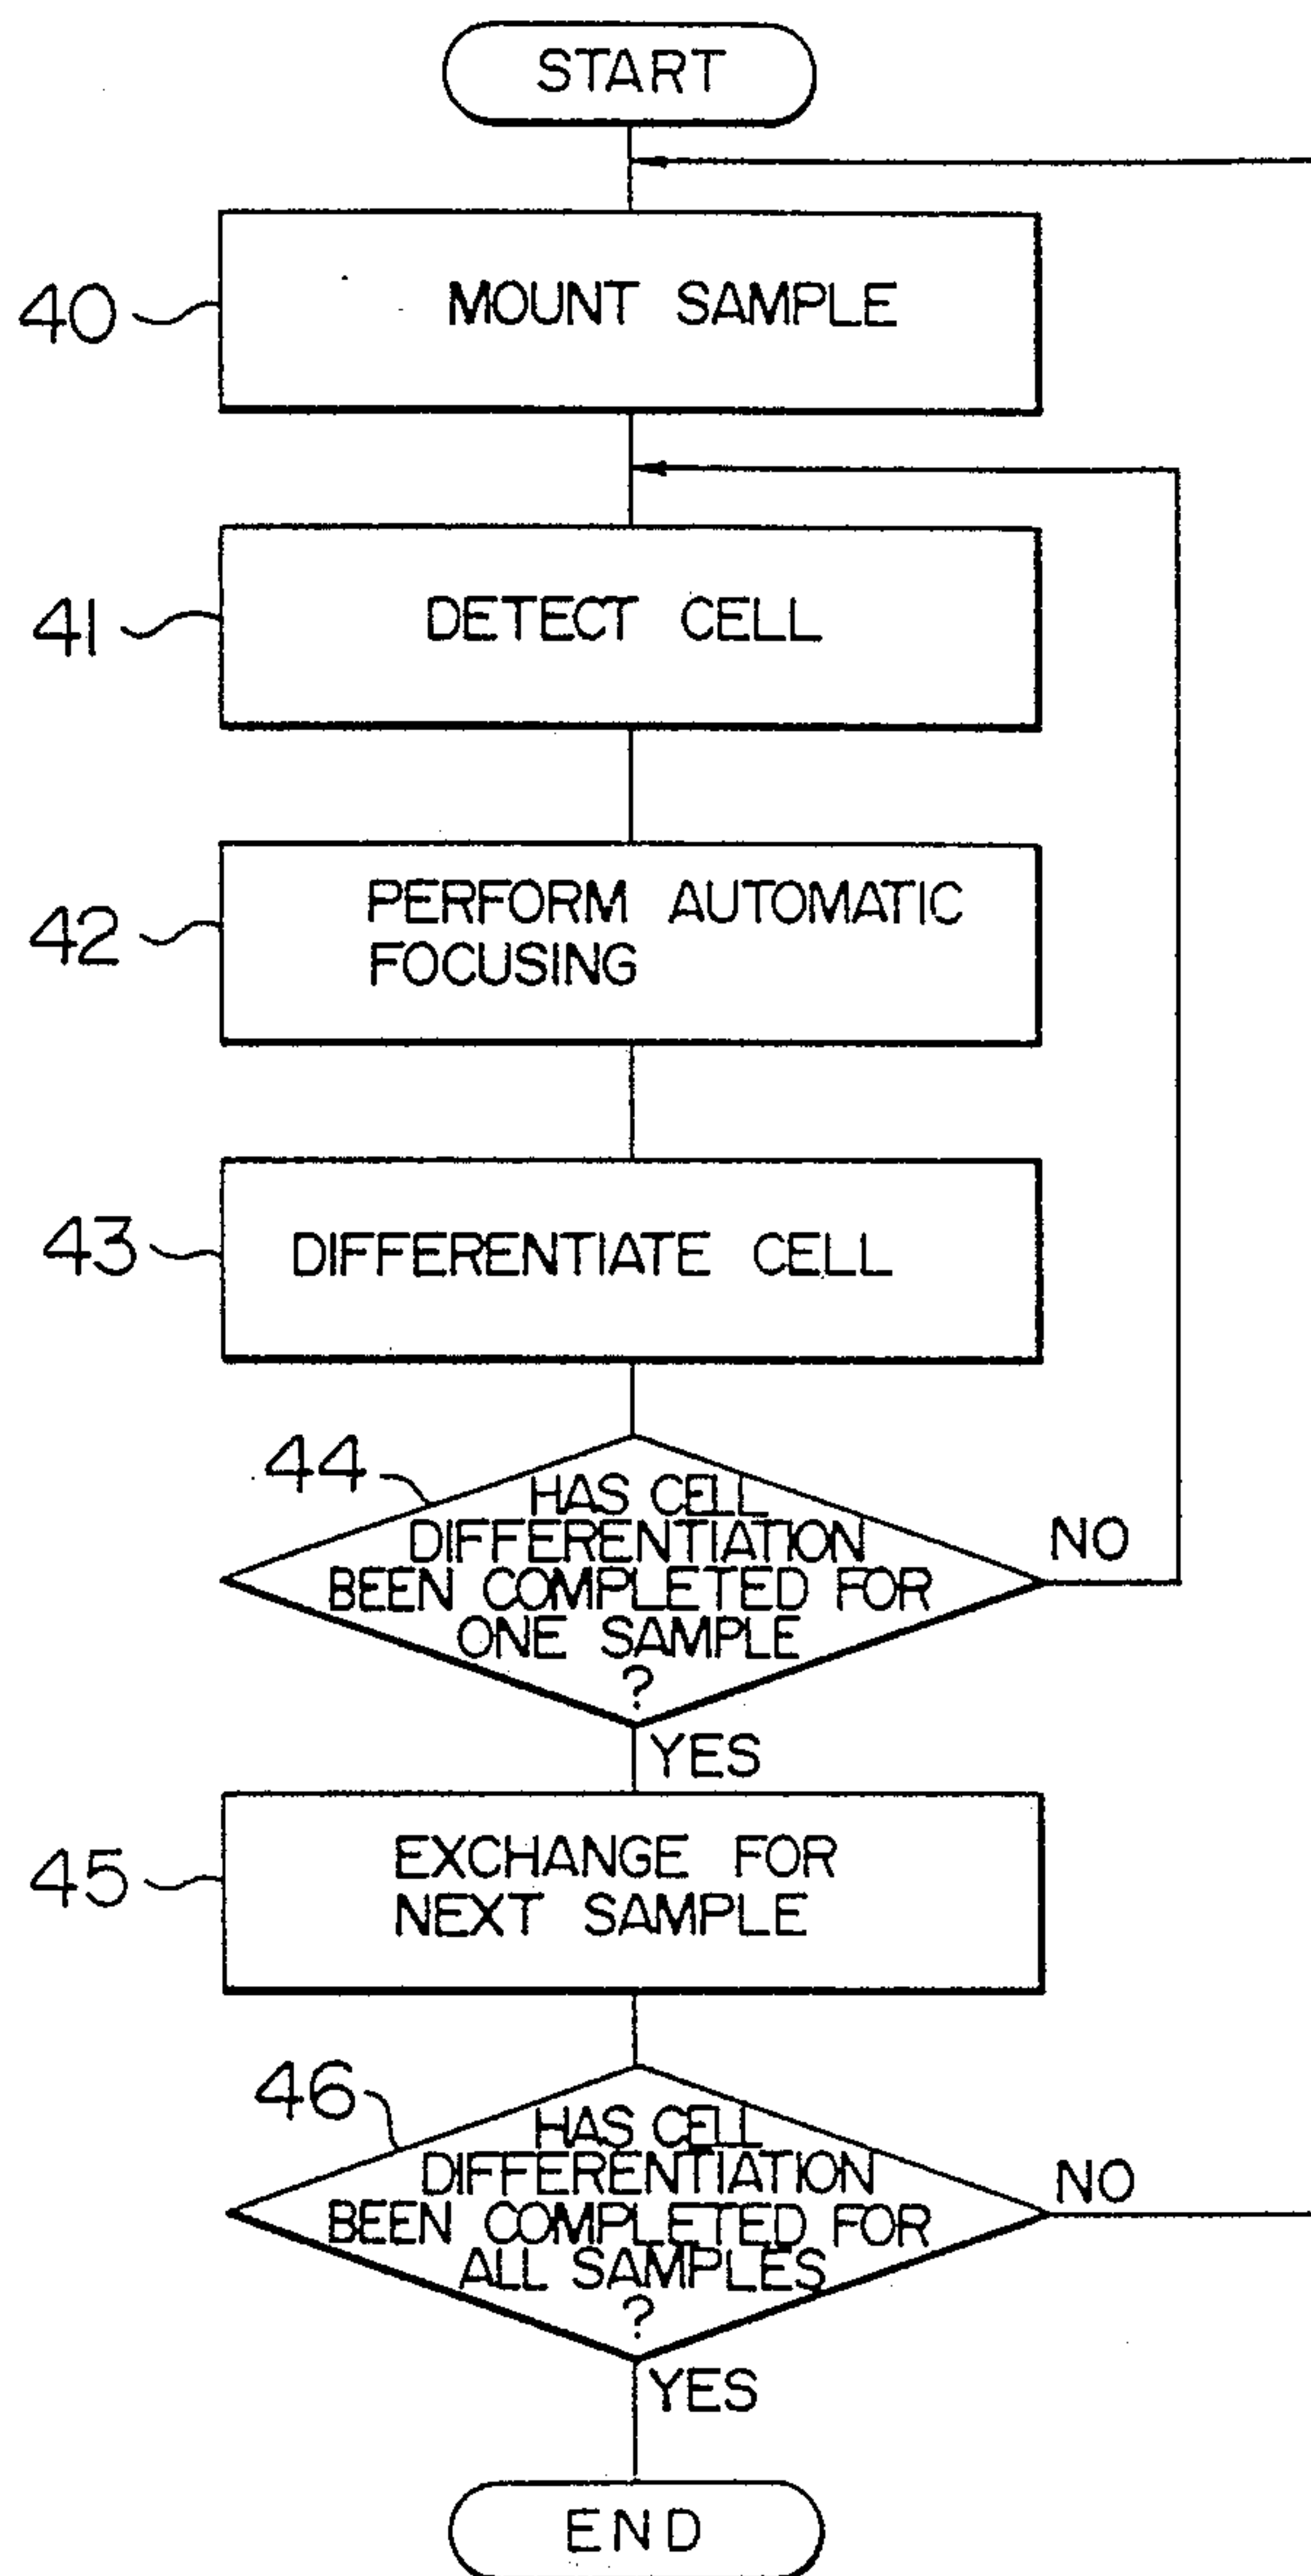 START
40
MOUNT SAMPLE
41
DETECT CELL
42
PERFORM AUTOMATIC
FOCUSING
43
DIFFERENTIATE CELL
44
HAS CELL
DIFFERENTIATION
BEEN COMPLETED FOR
ONE SAMPLE
?
NO
YES
45
EXCHANGE FOR
NEXT SAMPLE
46
HAS CELL
DIFFERENTIATION
BEEN COMPLETED FOR
ALL SAMPLES
?
NO
YES
END